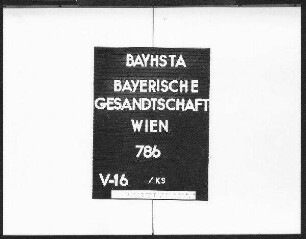 BAYHSTA
BAYERISCHE
GESANDTSCHAFT
WIEN
786
V-16 /KS